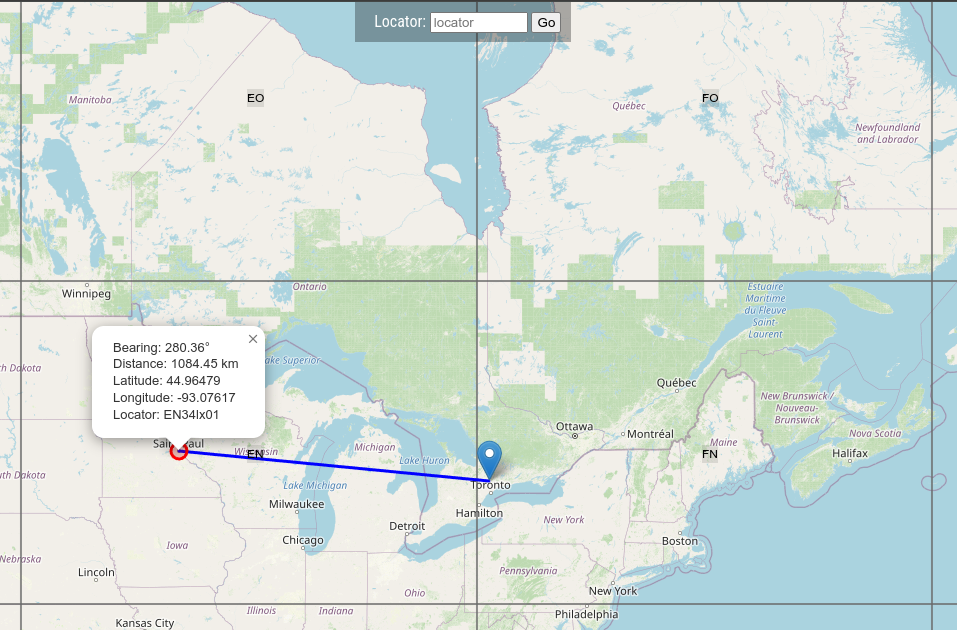 Locator: locator Go
EO
FO
Manitoba
Québec
Newfoundland
and-Labrador
Ontario
Winnipeg
Estuaire
Maritime
du Fleuve
Saint-
Laurent
Bearing: 280.36°
Distance: 1084.45 km
Latitude: 44.96479
Longitude: -93.07617
Locator: EN34lx01
×
th Dakota
Lake Superior
Québec
New Brunswick /
Nouveau-
Brunswick
Ottawa
Montréal
Nova Scotia
Saint Paul
Wisconsin
EN
Michigan
Lake Huron
Maine
FN
Halifax
uth Dakota
Lake Michigan
Toronto
Milwaukee
Hamilton
New York
Detroit
Chicago
Boston
Iowa
Nebraska
Lincoln
Pennsylvania
Ohio
New York
Illinois
Indiana
Philadelphia
Kansas City